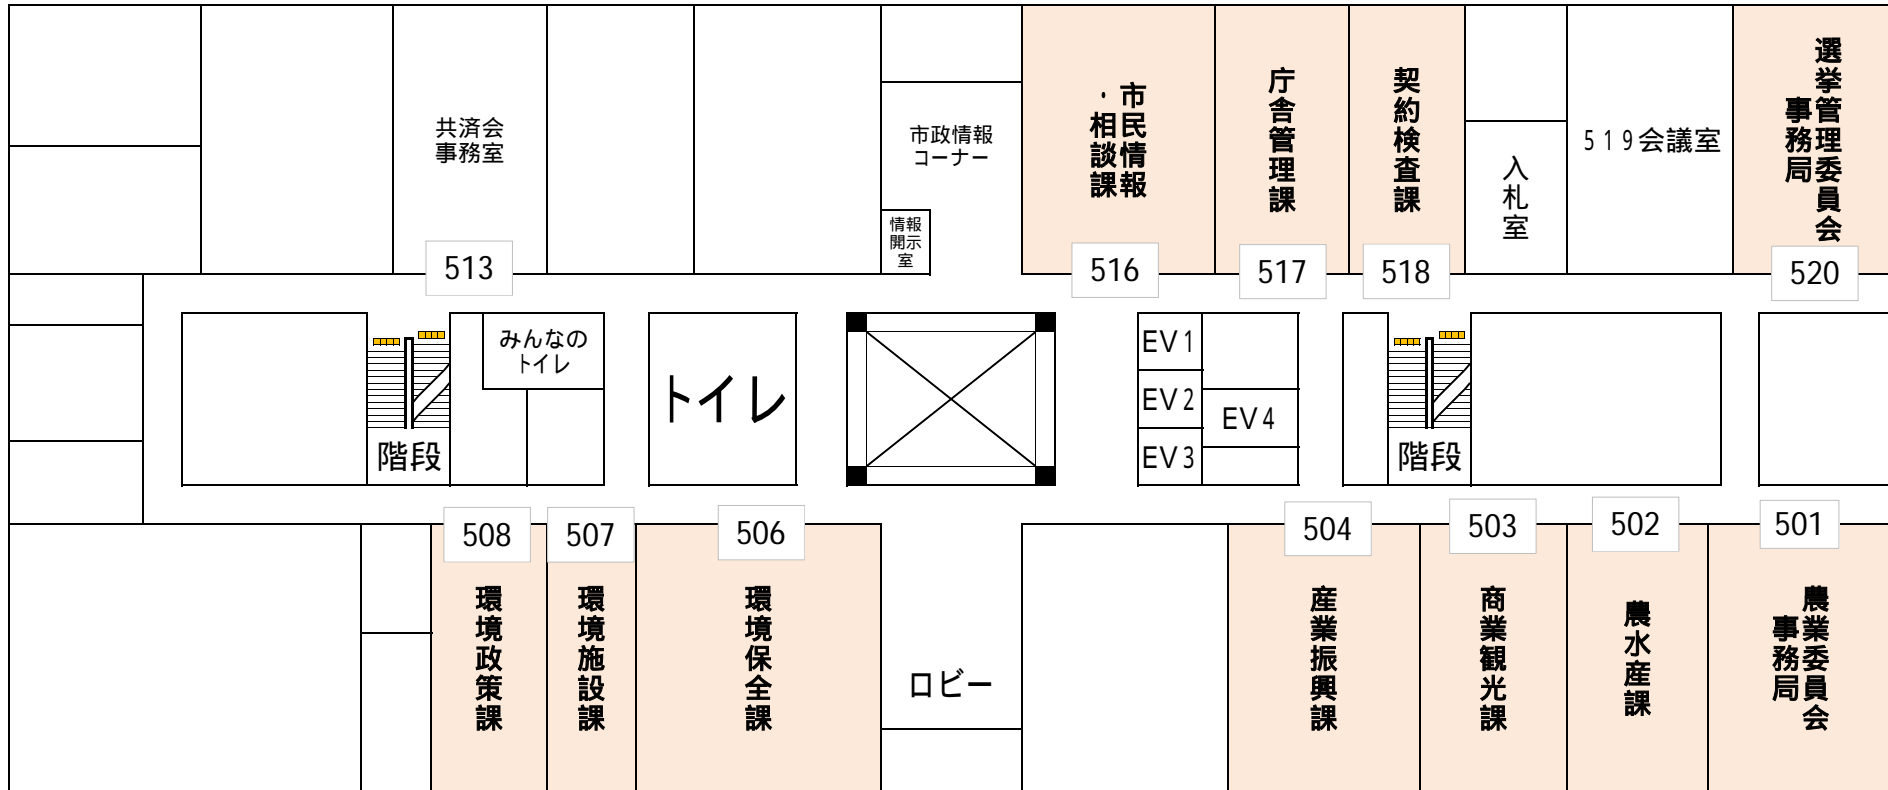 共済会
事務室
513
市政情報
コーナー
情報
開示
室
市民情報
・相談課
516
庁舎管理課
517
契約検査課
518
入札室
519会議室
選挙管理委員会
事務局
520
階段
みんなの
トイレ
トイレ
EV1
EV2
EV3
EV4
階段
508
環境政策課
507
環境施設課
506
環境保全課
ロビー
504
産業振興課
503
商業観光課
502
農水産課
501
農業委員会
事務局